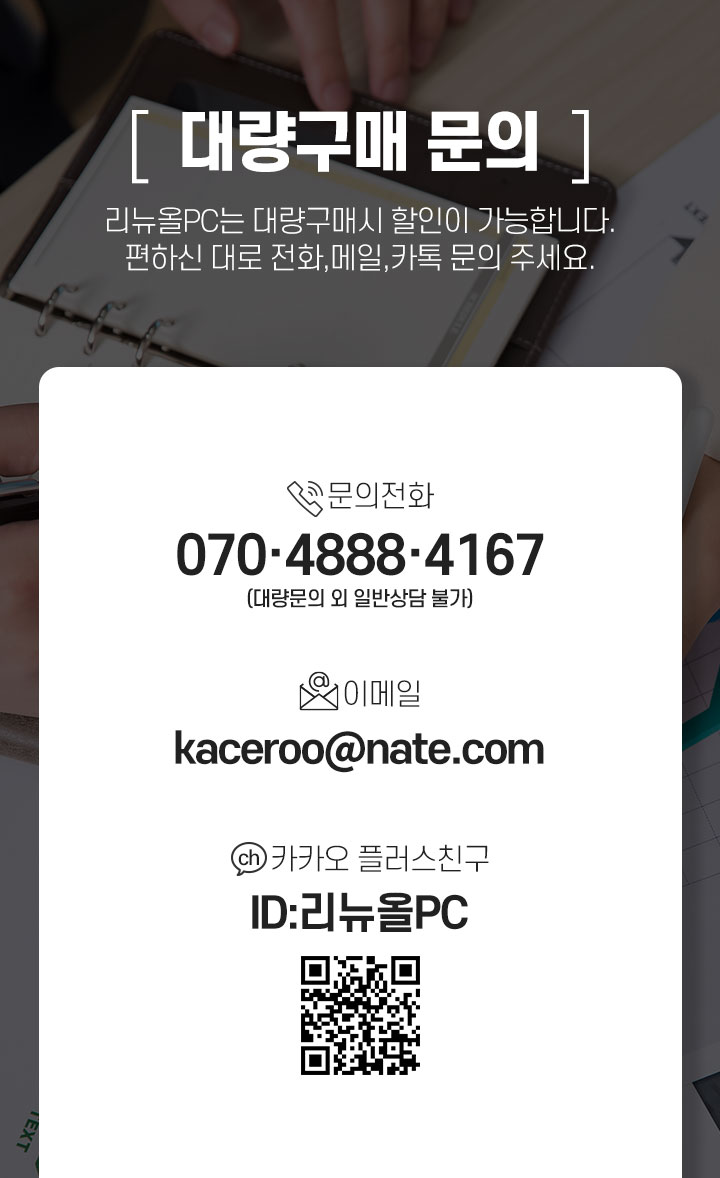 [ 대량구매 문의 ]
리뉴올PC는 대량구매시 할인이 가능합니다.
편하신 대로 전화,메일,카톡 문의 주세요.
문의전화
070·4888·4167
(대량문의 외 일반상담 불가)
@
이메일
kaceroo@nate.com
ch 카카오 플러스친구
ID:리뉴올PC
TEXT